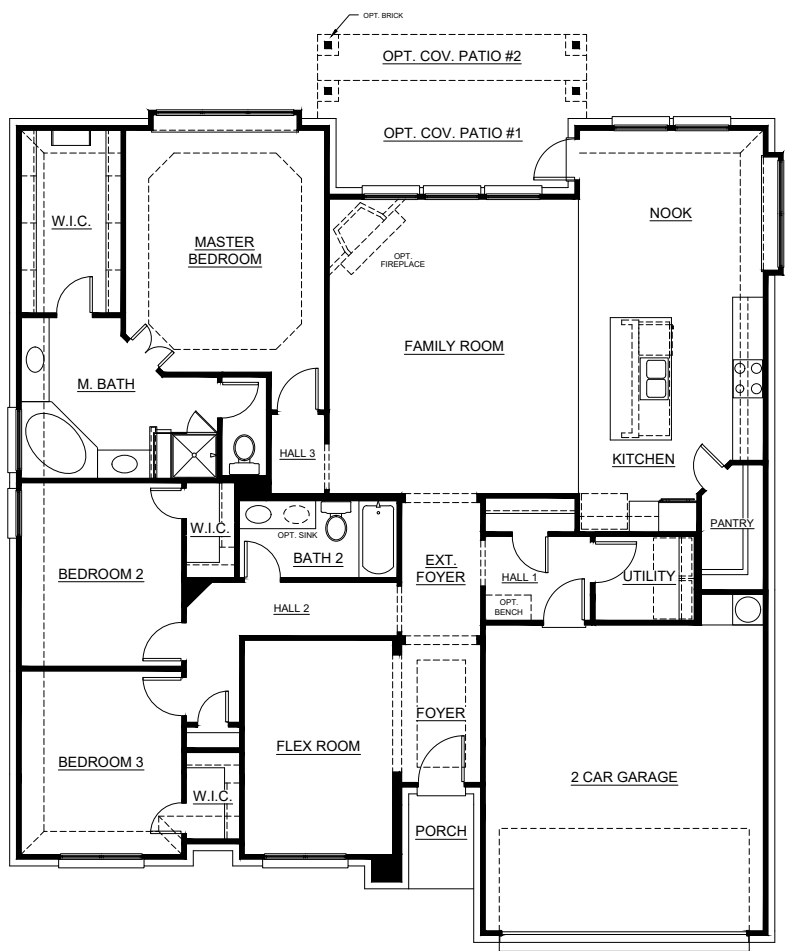 OPT. BRICK
OPT. COV. PATIO #2
OPT. COV. PATIO #1
W.I.C.
MASTER
BEDROOM
NOOK
OPT.
FIREPLACE
FAMILY ROOM
M. BATH
HALL 3
KITCHEN
W.I.C.
OPT. SINK
BATH 2
PANTRY
BEDROOM 2
EXT.
FOYER
HALL 1
UTILITY
OPT.
BENCH
HALL 2
FOYER
FLEX ROOM
BEDROOM 3
2 CAR GARAGE
W.I.C.
PORCH